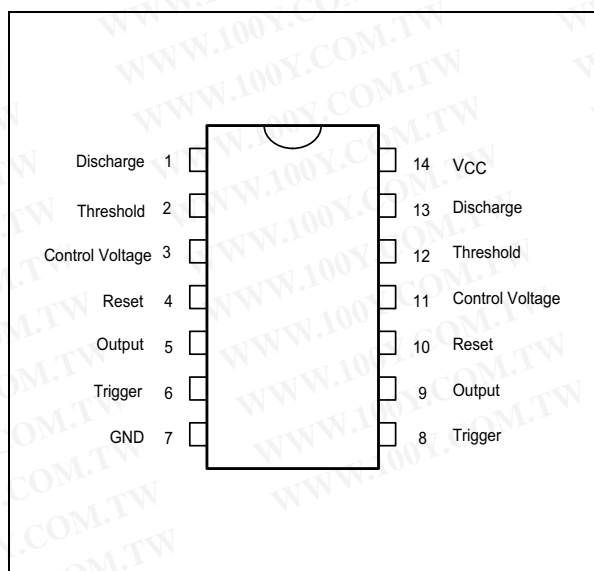 WWW.100Y.COM.TW
Discharge 1
Threshold 2
Control Voltage 3
Reset 4
Output 5
Trigger 6
GND 7
14 VCC
13 Discharge
12 Threshold
11 Control Voltage
10 Reset
9 Output
8 Trigger